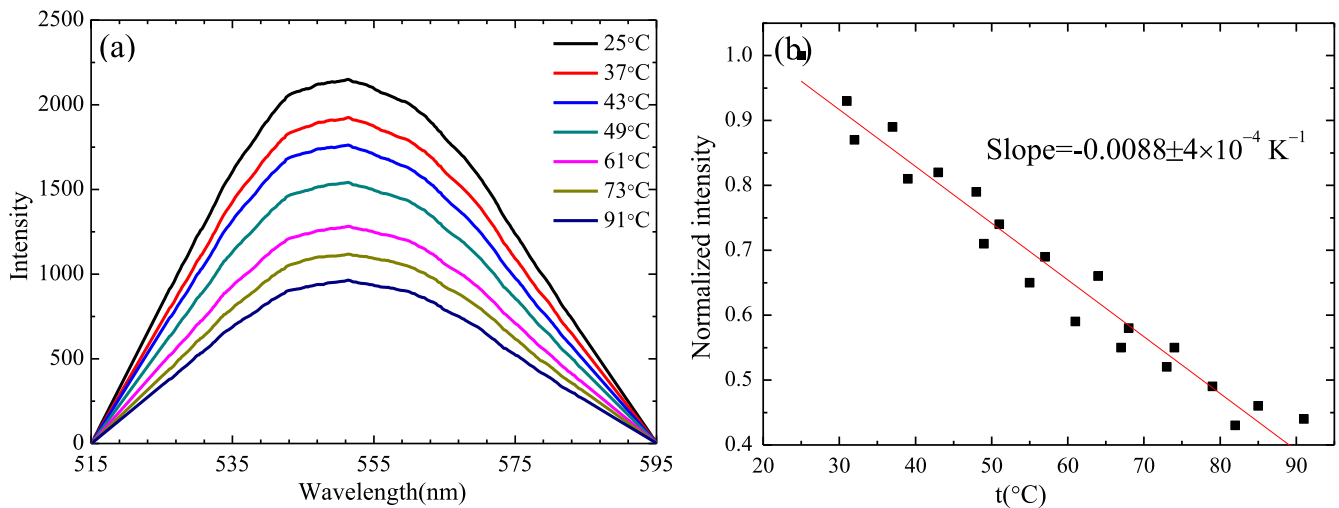 (a)
2500
2000
1500
1000
500
0
Intensity
515
535
555
575
595
Wavelength(nm)
25°C
37°C
43°C
49°C
61°C
73°C
91°C
(b)
1.0
0.9
0.8
0.7
0.6
0.5
0.4
Normalized intensity
Slope=-0.0088±4×10⁻⁴ K⁻¹
20
30
40
50
60
70
80
90
t(°C)